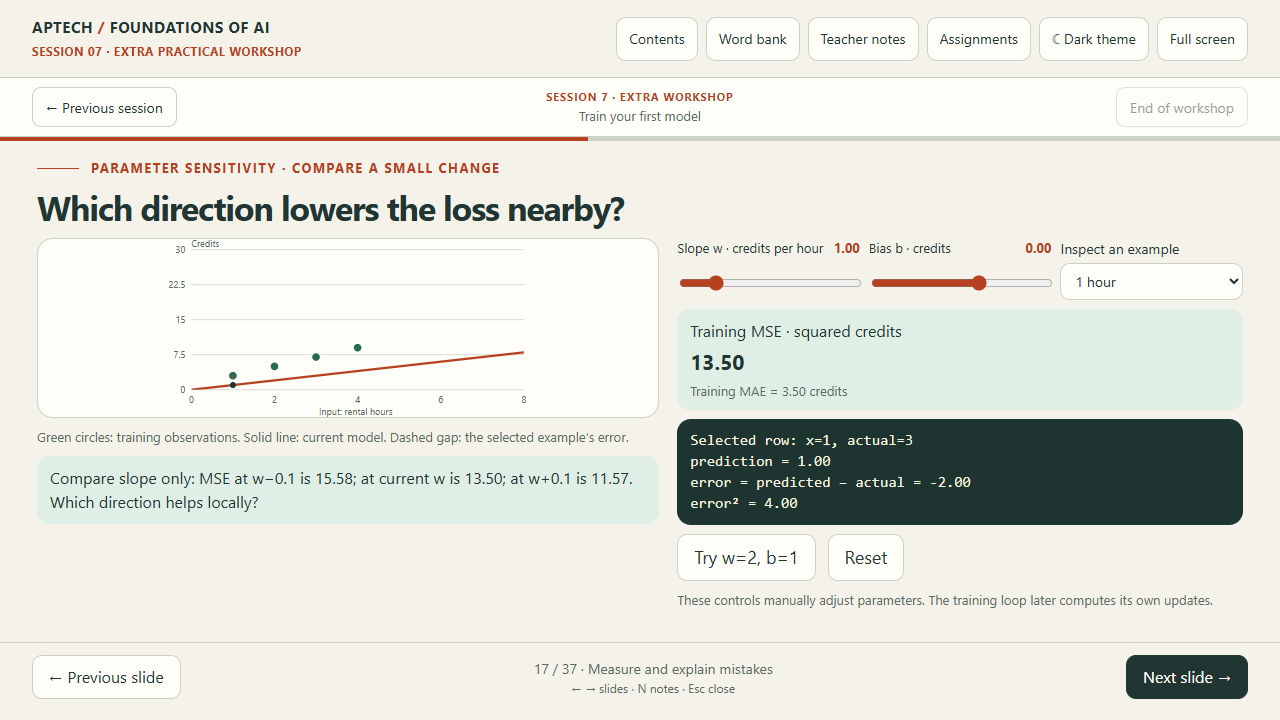 APTECH / FOUNDATIONS OF AI
SESSION 07 · EXTRA PRACTICAL WORKSHOP
Contents
Word bank
Teacher notes
Assignments
☾ Dark theme
Full screen
← Previous session
SESSION 7 · EXTRA WORKSHOP
Train your first model
End of workshop
PARAMETER SENSITIVITY · COMPARE A SMALL CHANGE
Which direction lowers the loss nearby?
Credits
30
22.5
15
7.5
0
0
2
4
6
8
Input: rental hours
Green circles: training observations. Solid line: current model. Dashed gap: the selected example's error.
Compare slope only: MSE at w−0.1 is 15.58; at current w is 13.50; at w+0.1 is 11.57.
Which direction helps locally?
Slope w · credits per hour 1.00
Bias b · credits 0.00
Inspect an example
1 hour
Training MSE · squared credits
13.50
Training MAE = 3.50 credits
Selected row: x=1, actual=3
prediction = 1.00
error = predicted − actual = -2.00
error² = 4.00
Try w=2, b=1
Reset
These controls manually adjust parameters. The training loop later computes its own updates.
← Previous slide
17 / 37 · Measure and explain mistakes
← → slides · N notes · Esc close
Next slide →